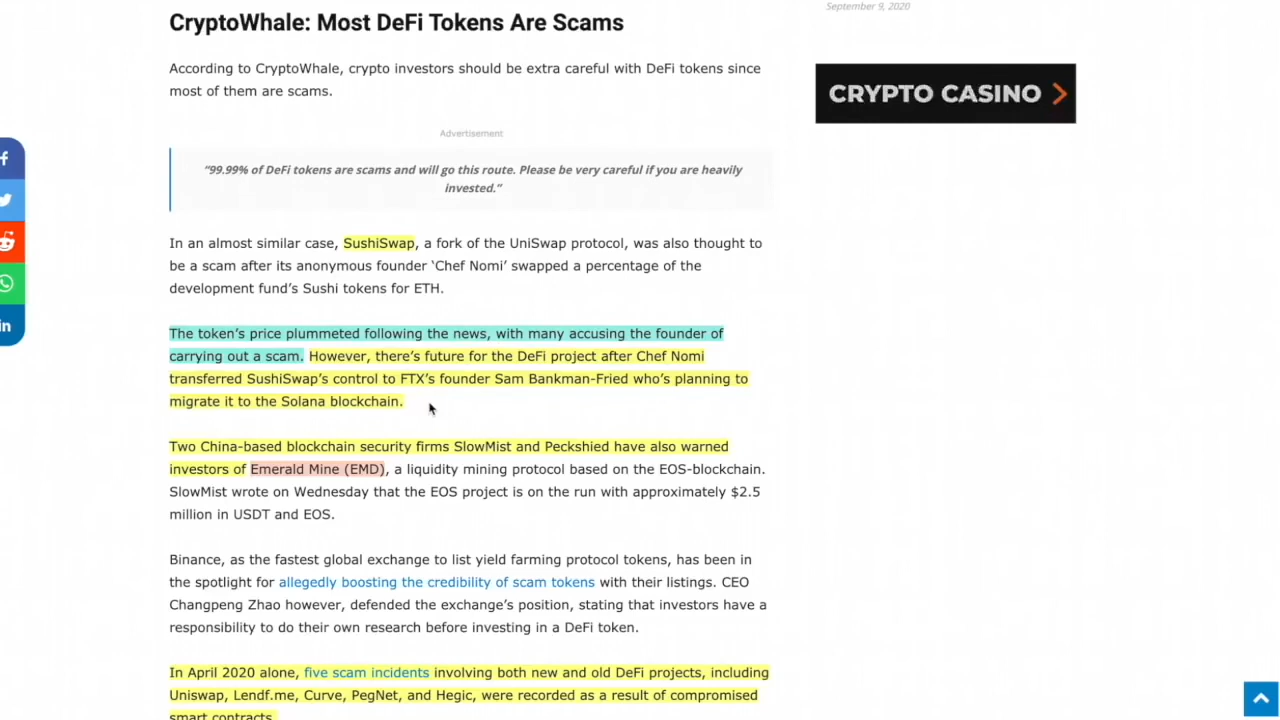 September 9, 2020
CryptoWhale: Most DeFi Tokens Are Scams
According to CryptoWhale, crypto investors should be extra careful with DeFi tokens since
most of them are scams.
CRYPTO CASINO
Advertisement
“99.99% of DeFi tokens are scams and will go this route. Please be very careful if you are heavily
invested.”
In an almost similar case, SushiSwap, a fork of the UniSwap protocol, was also thought to
be a scam after its anonymous founder ‘Chef Nomi’ swapped a percentage of the
development fund’s Sushi tokens for ETH.
The token’s price plummeted following the news, with many accusing the founder of
carrying out a scam. However, there’s future for the DeFi project after Chef Nomi
transferred SushiSwap’s control to FTX’s founder Sam Bankman-Fried who’s planning to
migrate it to the Solana blockchain.
Two China-based blockchain security firms SlowMist and Peckshied have also warned
investors of Emerald Mine (EMD), a liquidity mining protocol based on the EOS-blockchain.
SlowMist wrote on Wednesday that the EOS project is on the run with approximately $2.5
million in USDT and EOS.
Binance, as the fastest global exchange to list yield farming protocol tokens, has been in
the spotlight for allegedly boosting the credibility of scam tokens with their listings. CEO
Changpeng Zhao however, defended the exchange’s position, stating that investors have a
responsibility to do their own research before investing in a DeFi token.
In April 2020 alone, five scam incidents involving both new and old DeFi projects, including
Uniswap, Lendf.me, Curve, PegNet, and Hegic, were recorded as a result of compromised
smart contracts.